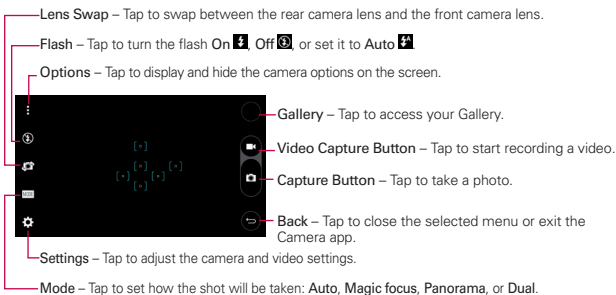 Lens Swap – Tap to swap between the rear camera lens and the front camera lens.
Flash – Tap to turn the flash On , Off , or set it to Auto .
Options – Tap to display and hide the camera options on the screen.
Gallery – Tap to access your Gallery.
Video Capture Button – Tap to start recording a video.
Capture Button – Tap to take a photo.
MODE
Back – Tap to close the selected menu or exit the
Camera app.
Settings – Tap to adjust the camera and video settings.
Mode – Tap to set how the shot will be taken: Auto, Magic focus, Panorama, or Dual.